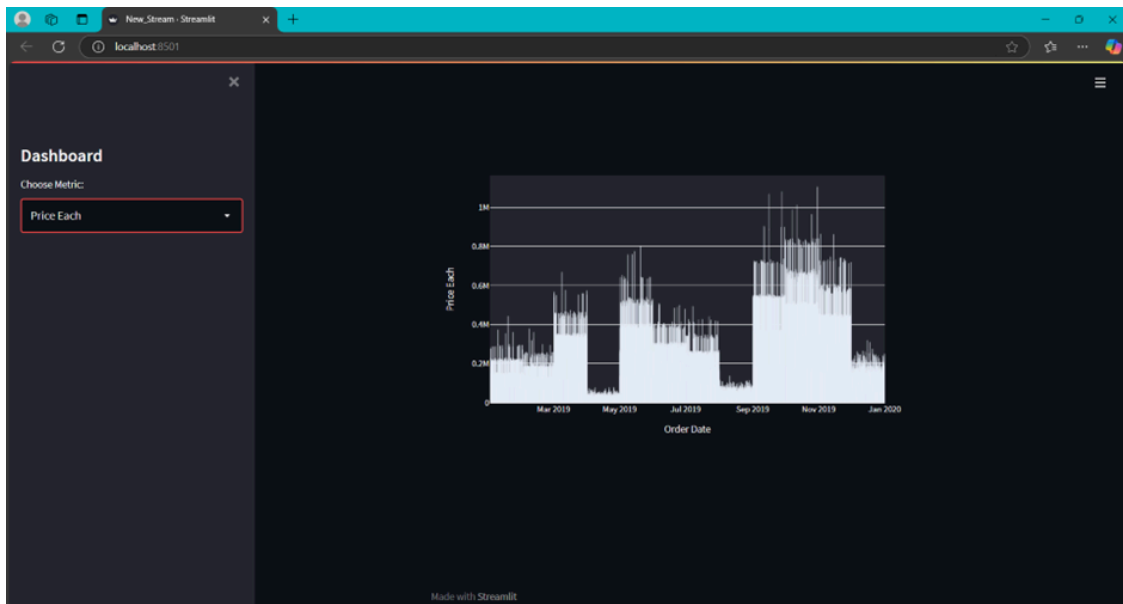 New_Stream · Streamlit
localhost:8501
Dashboard
Choose Metric:
Price Each
Price Each
1M
0.8M
0.6M
0.4M
0.2M
0
Mar 2019 May 2019 Jul 2019 Sep 2019 Nov 2019 Jan 2020
Order Date
Made with Streamlit